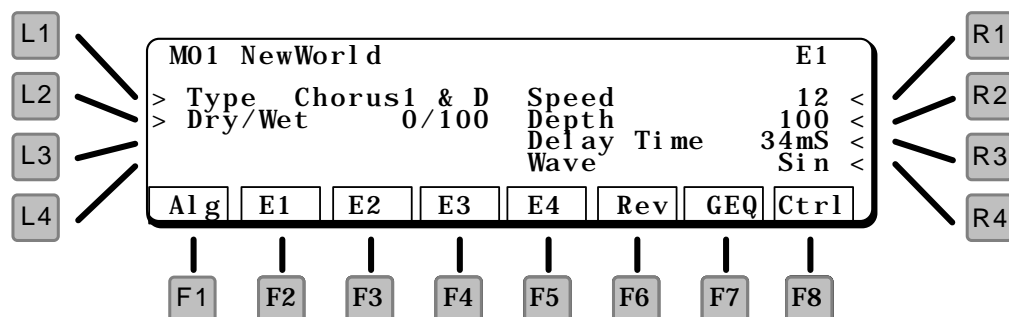 L1
L2
L3
L4
M01 NewWorld E1
> Type Chorus1 & D Speed 12 <
> Dry/Wet 0/100 Depth 100 <
Delay Time 34mS <
Wave Sin <
Alg E1 E2 E3 E4 Rev GEQ Ctrl
R1
R2
R3
R4
F1 F2 F3 F4 F5 F6 F7 F8